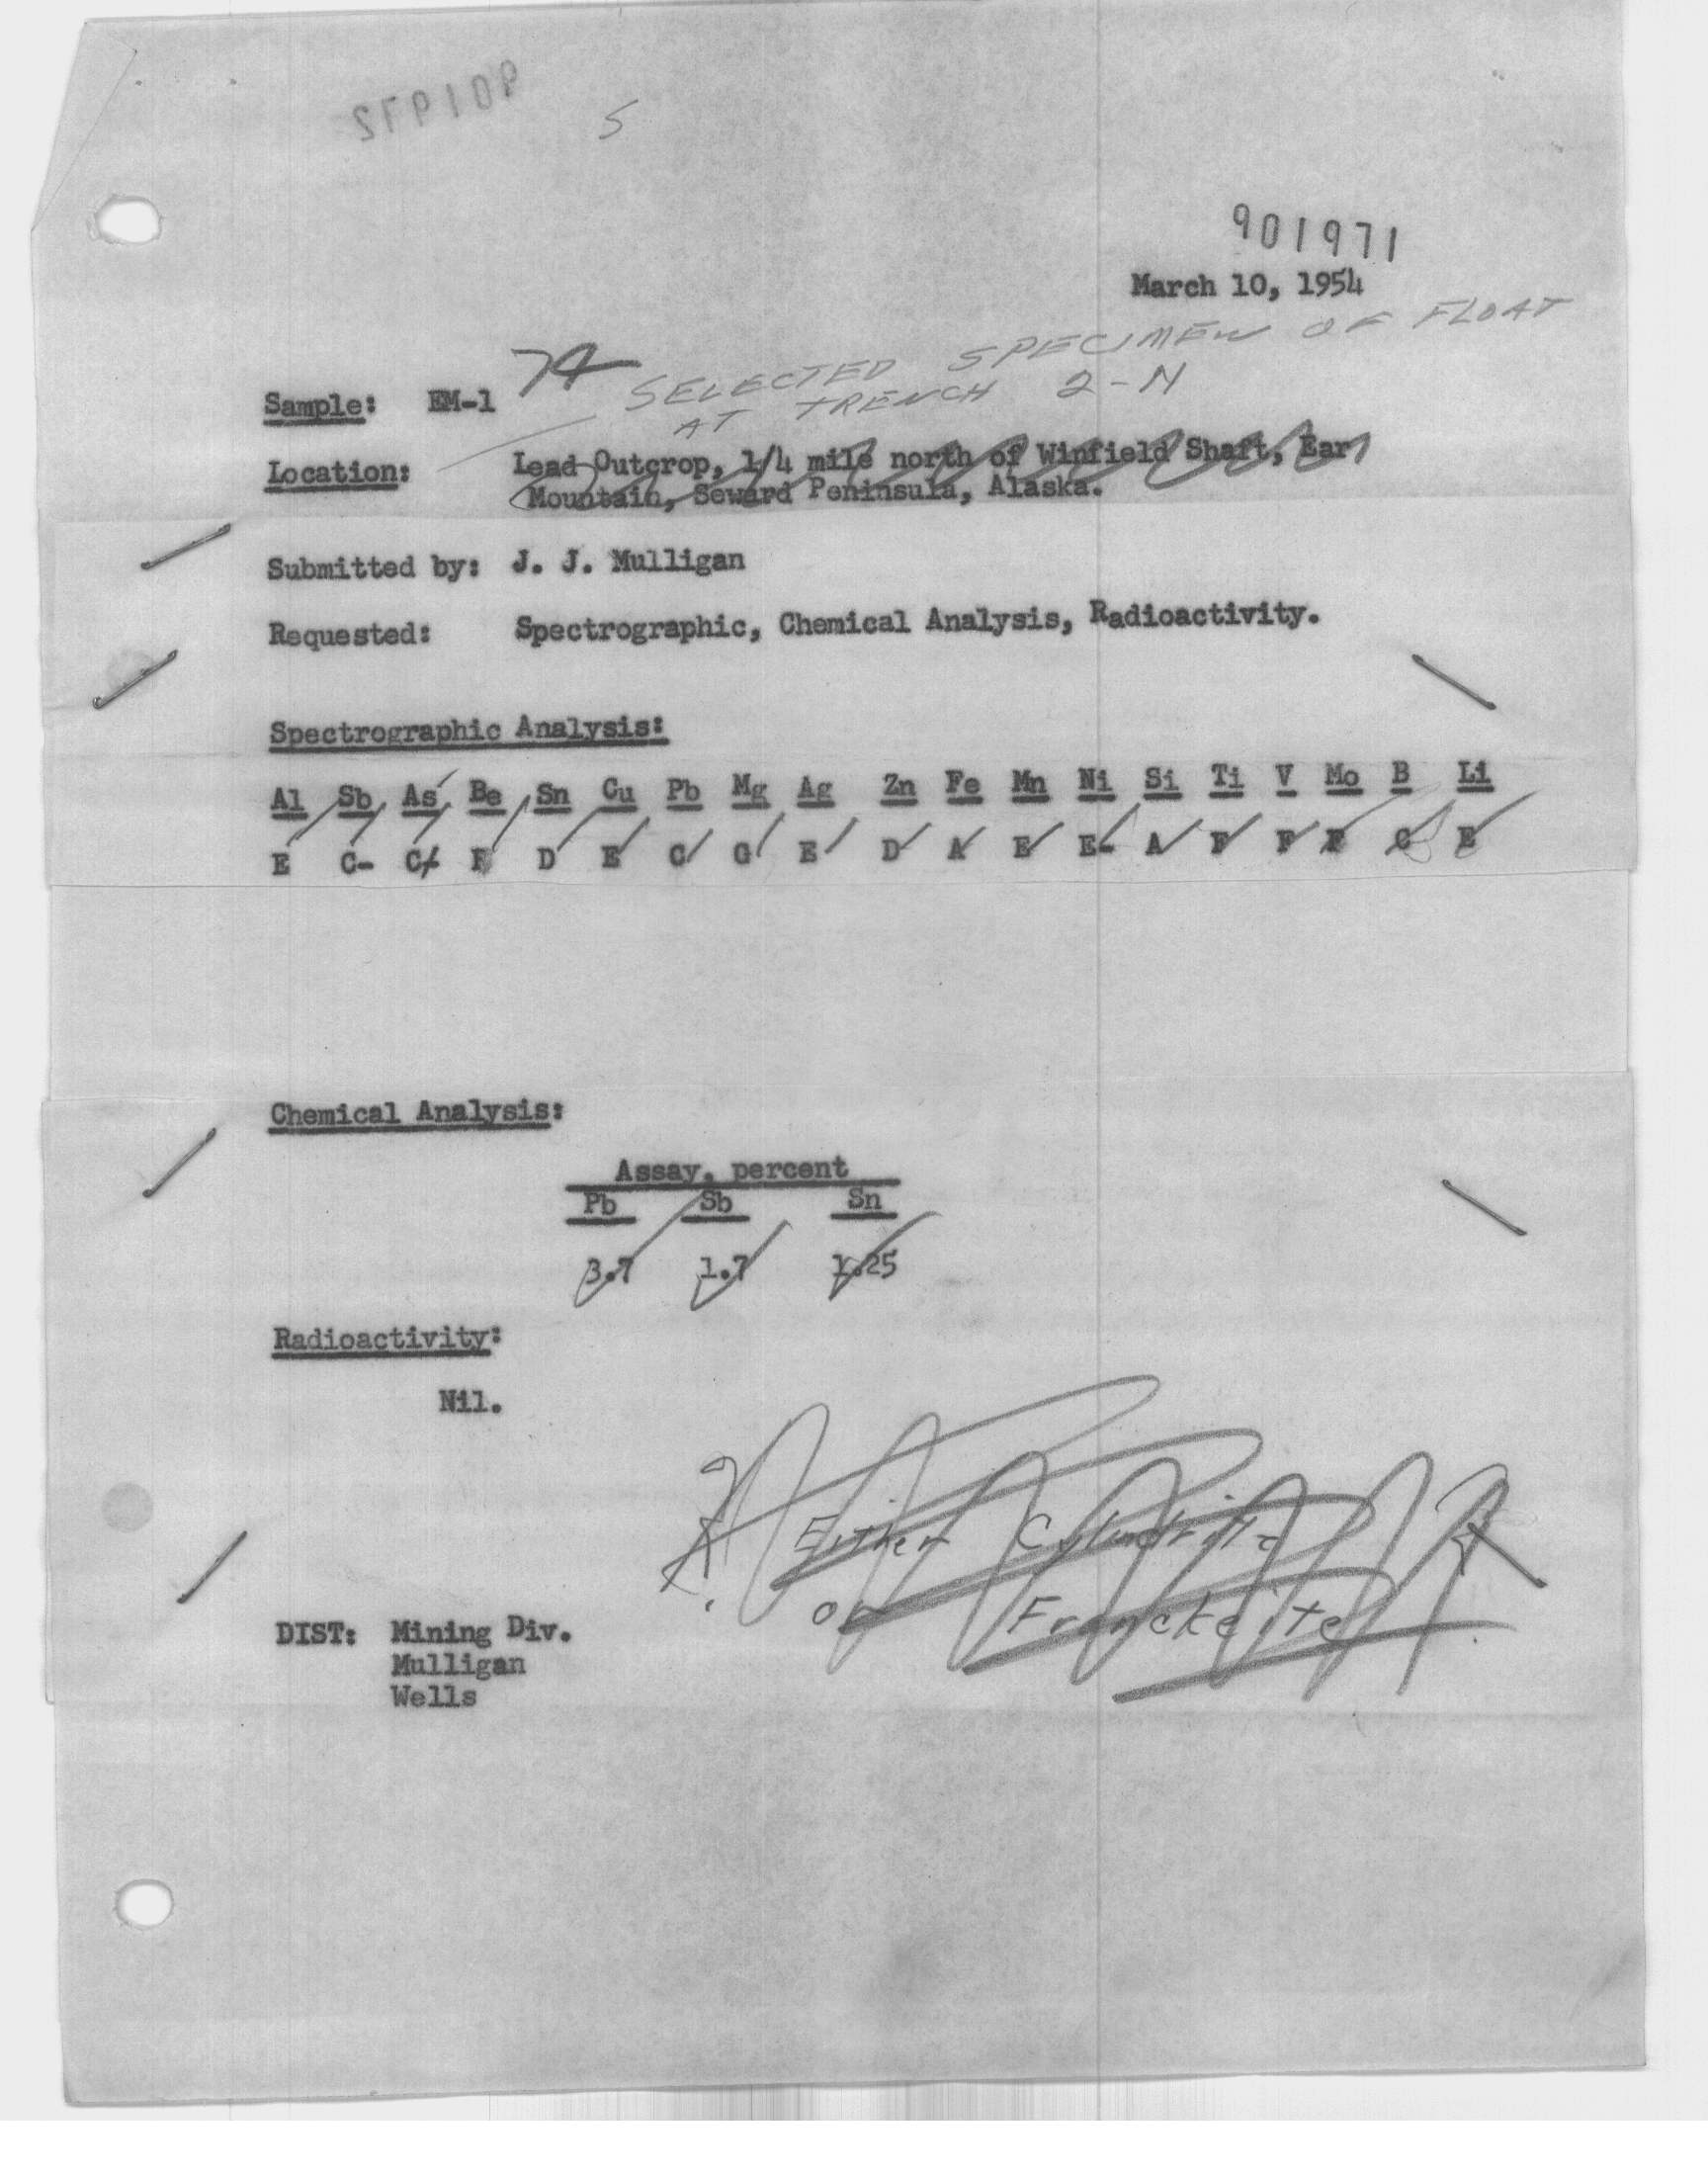 S
901971
March 10, 1954
74
SELECTED SPECIMEN OF FLOAT
AT TRENCH 2-N
Sample: EM-1
Location: Lead Outcrop, 1/4 mile north of Winfield Shaft, Ear
Mountain, Seward Peninsula, Alaska.
Submitted by: J. J. Mulligan
Requested: Spectrographic, Chemical Analysis, Radioactivity.
Spectrographic Analysis:
Al Sb As Be Sn Cu Pb Mg Ag Zn Fe Mn Ni Si Ti V Mo B Li
E C- C+ F D E C G E D A E E- A F F F C E
Chemical Analysis:
Assay, percent
Pb Sb Sn
3.7 1.7 1.25
Radioactivity:
Nil.
Either Cylindrite
or Franckeite
DIST: Mining Div.
Mulligan
Wells